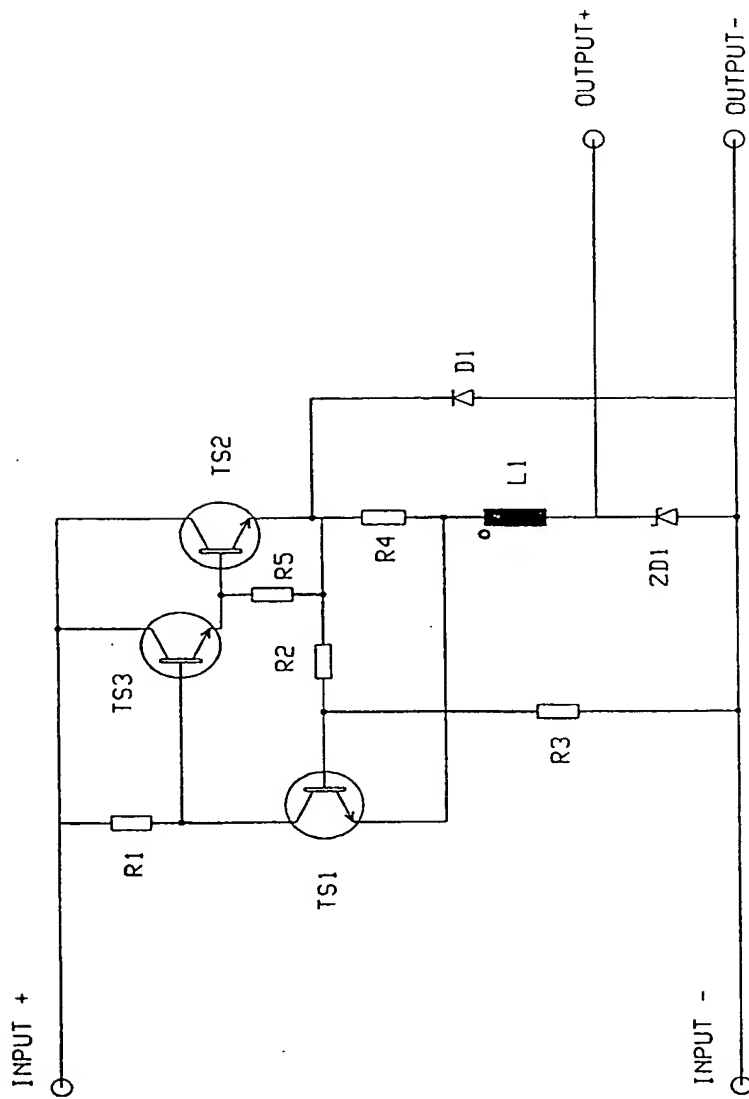 INPUT +
R1
TS3
TS2
R5
R2
TS1
R4
D1
L1
R3
ZD1
OUTPUT+
INPUT -
OUTPUT-